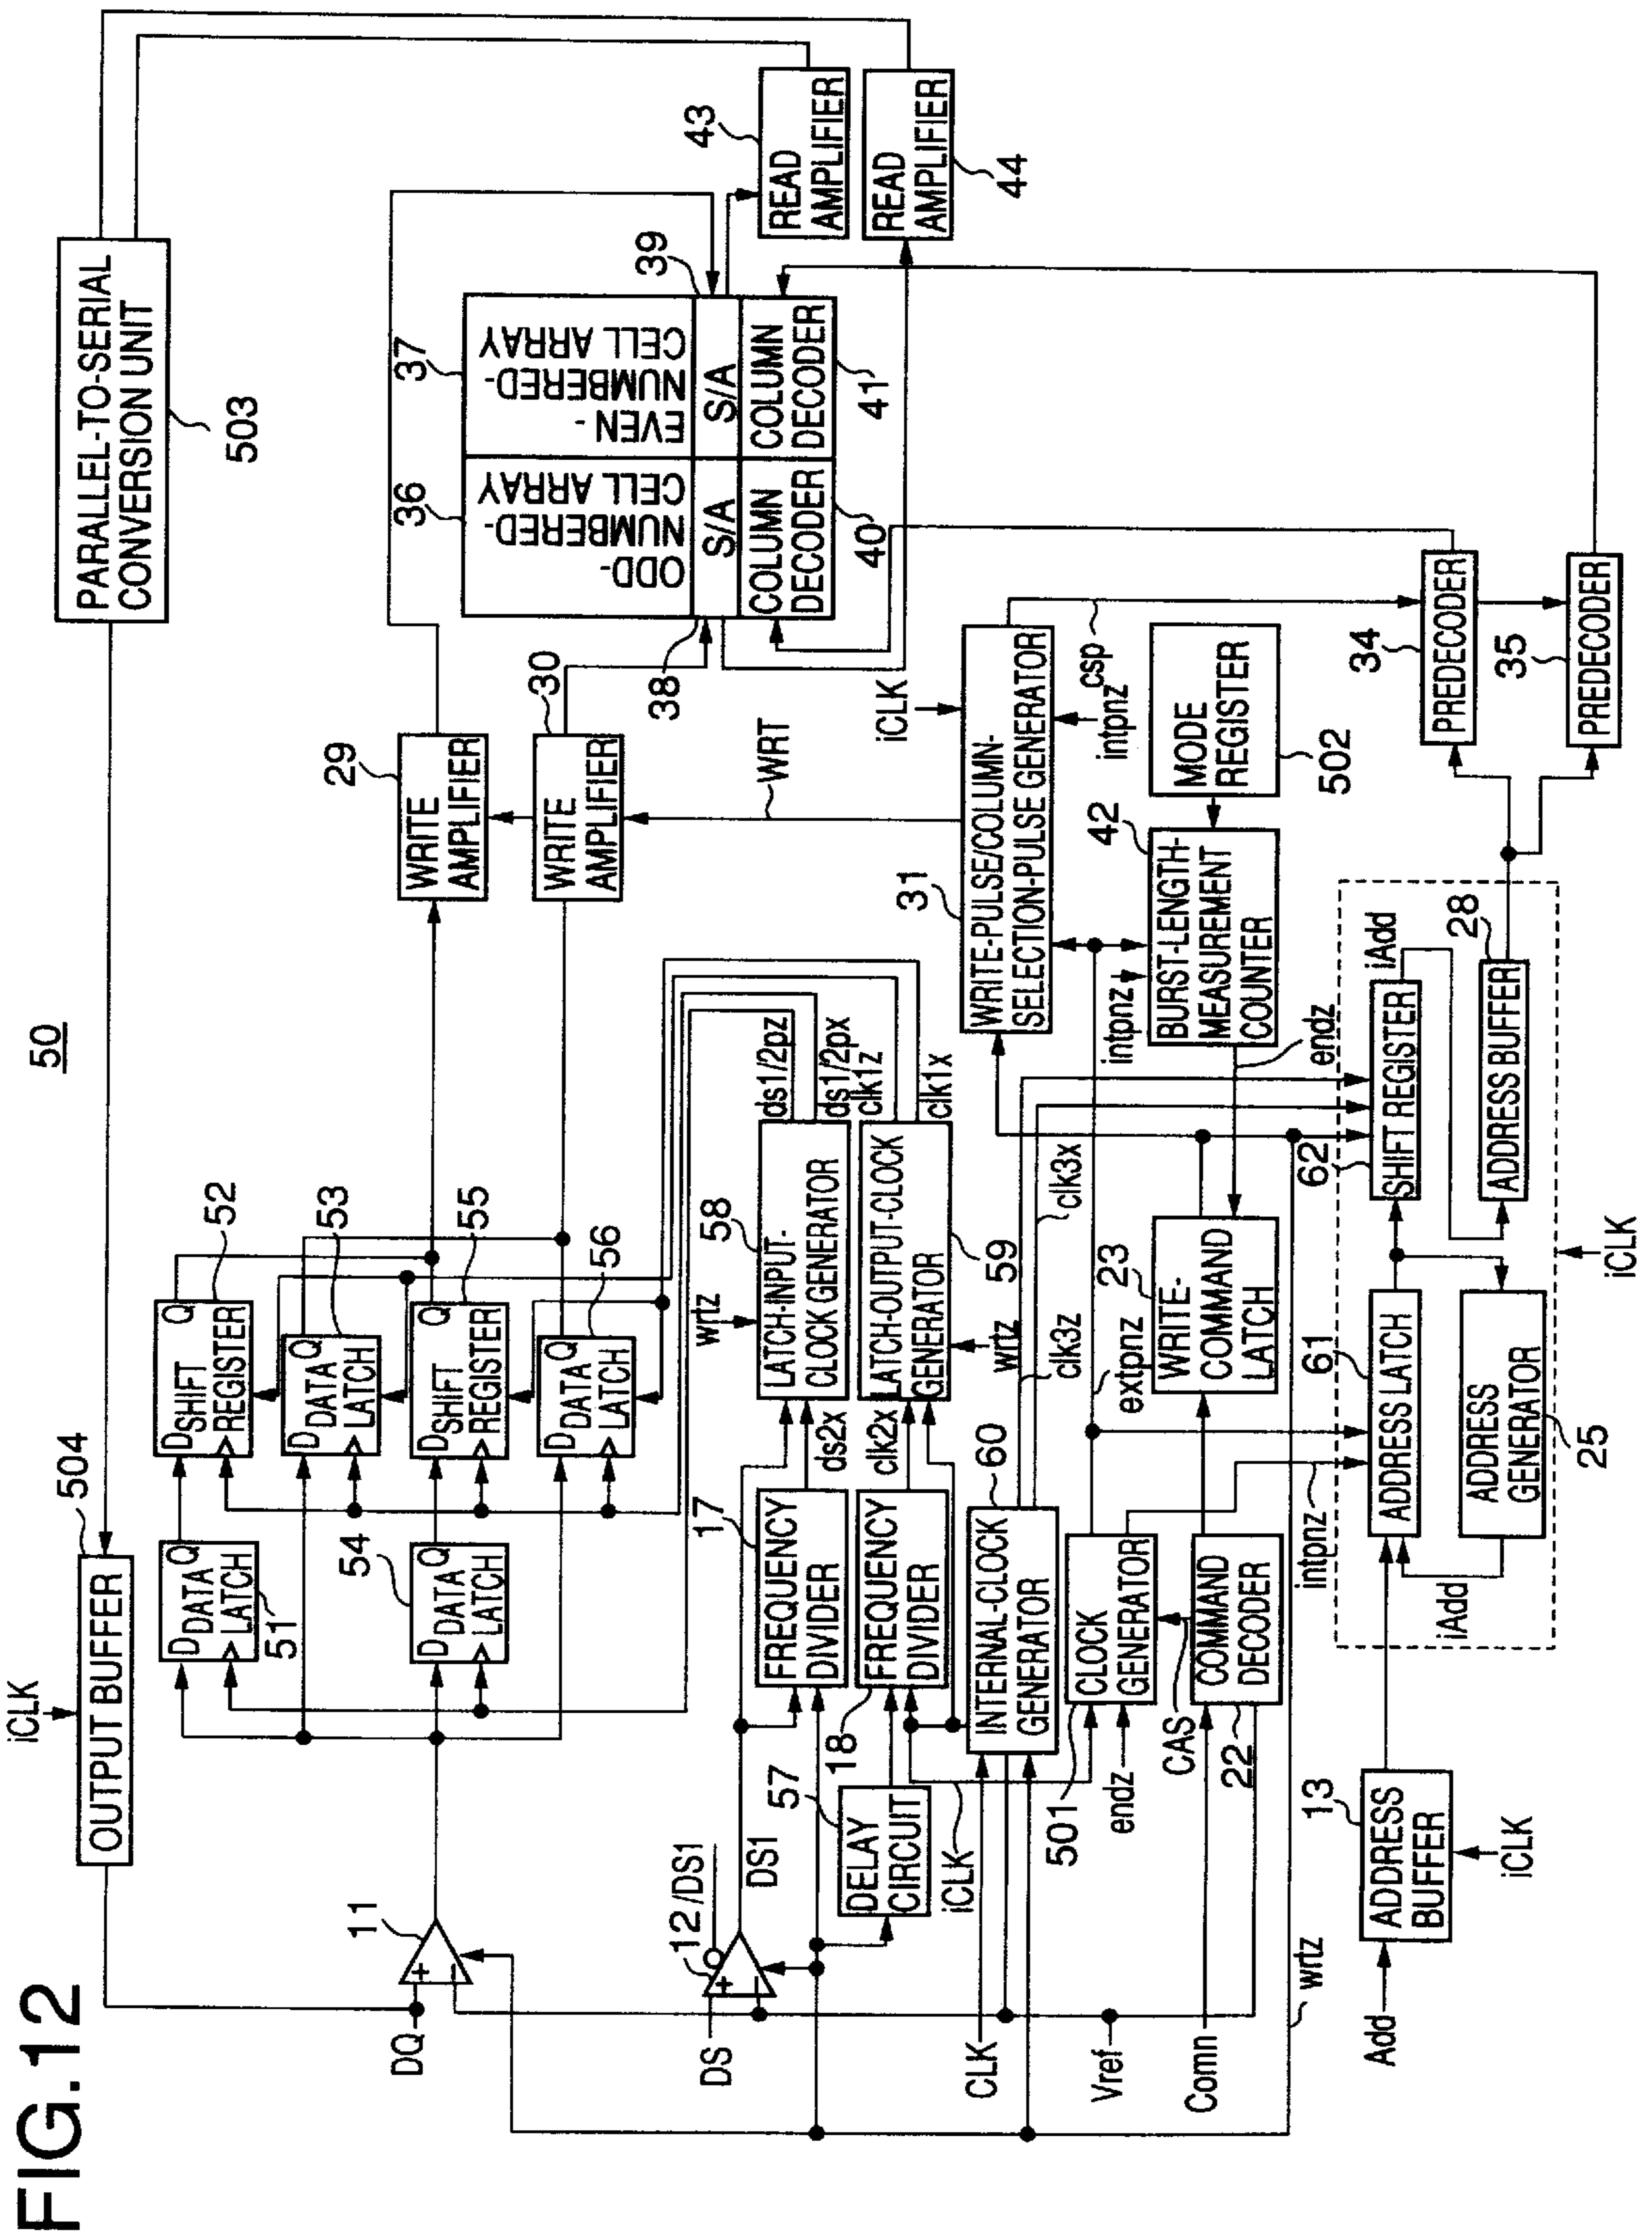 FIG.12
50
iCLK
OUTPUT BUFFER
504
PARALLEL-TO-SERIAL
CONVERSION UNIT
503
D Q
DATA
LATCH
51
D Q
SHIFT
REGISTER
52
D Q
DATA
LATCH
53
D Q
DATA
LATCH
54
D Q
SHIFT
REGISTER
55
D Q
DATA
LATCH
56
DQ
+
−
11
WRITE
AMPLIFIER
29
WRITE
AMPLIFIER
30
WRT
ODD-
NUMBERED-
CELL ARRAY
36
EVEN-
NUMBERED-
CELL ARRAY
37
S/A
38
S/A
39
COLUMN
DECODER
40
COLUMN
DECODER
41
READ
AMPLIFIER
43
READ
AMPLIFIER
44
DS
+
−
12
/DS1
DS1
FREQUENCY
DIVIDER
17
ds2x
wrtz
LATCH-INPUT-
CLOCK GENERATOR
58
ds1/2pz
ds1/2px
DELAY
CIRCUIT
57
FREQUENCY
DIVIDER
18
clk2x
LATCH-OUTPUT-CLOCK
GENERATOR
59
wrtz
clk1z
clk1x
iCLK
CLK
INTERNAL-CLOCK
GENERATOR
60
clk3z
clk3x
Vref
CLOCK
GENERATOR
501
endz
extpnz
CAS
Comn
COMMAND
DECODER
22
WRITE-
COMMAND
LATCH
23
endz
intpnz
BURST-LENGTH-
MEASUREMENT
COUNTER
42
MODE
REGISTER
502
iCLK
WRITE-PULSE/COLUMN-
SELECTION-PULSE GENERATOR
31
intpnz
csp
wrtz
Add
ADDRESS
BUFFER
13
iCLK
intpnz
iAdd
ADDRESS LATCH
61
ADDRESS
GENERATOR
25
SHIFT REGISTER
62
iAdd
ADDRESS BUFFER
28
iCLK
PREDECODER
34
PREDECODER
35